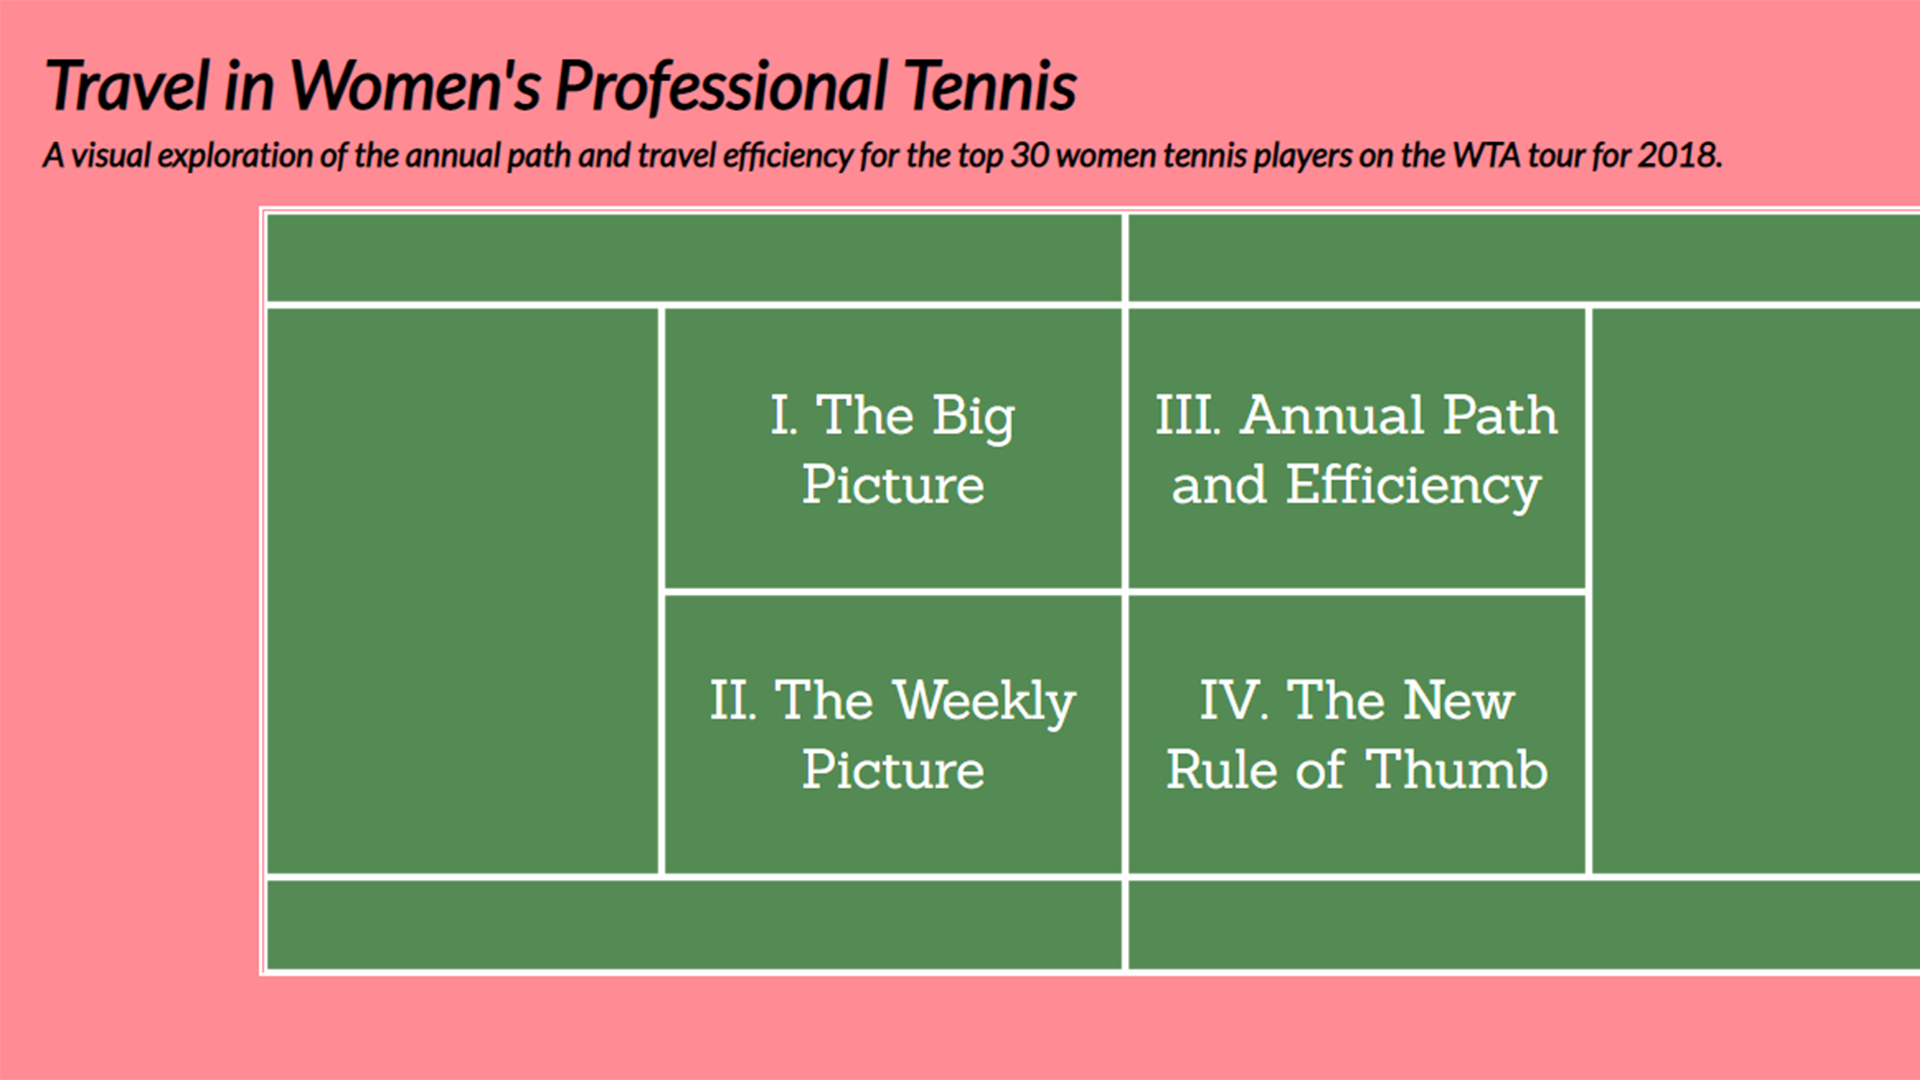 Travel in Women's Professional Tennis
A visual exploration of the annual path and travel efficiency for the top 30 women tennis players on the WTA tour for 2018.
I. The Big
Picture
II. The Weekly
Picture
III. Annual Path
and Efficiency
IV. The New
Rule of Thumb